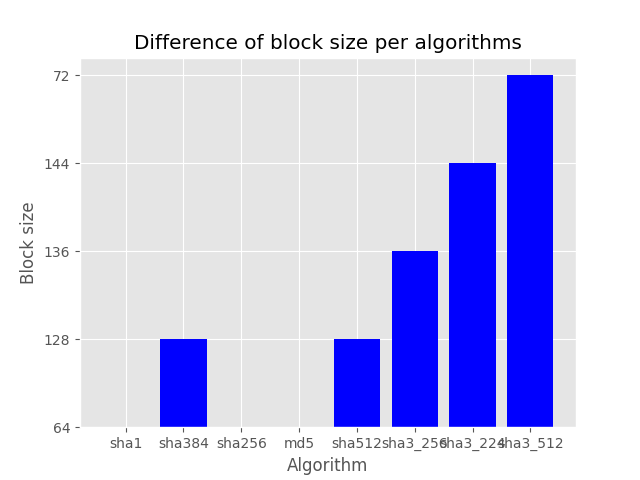 Difference of block size per algorithms
72
144
136
128
64
Block size
sha1 sha384 sha256 md5 sha512 sha3_256 sha3_224 sha3_512
Algorithm